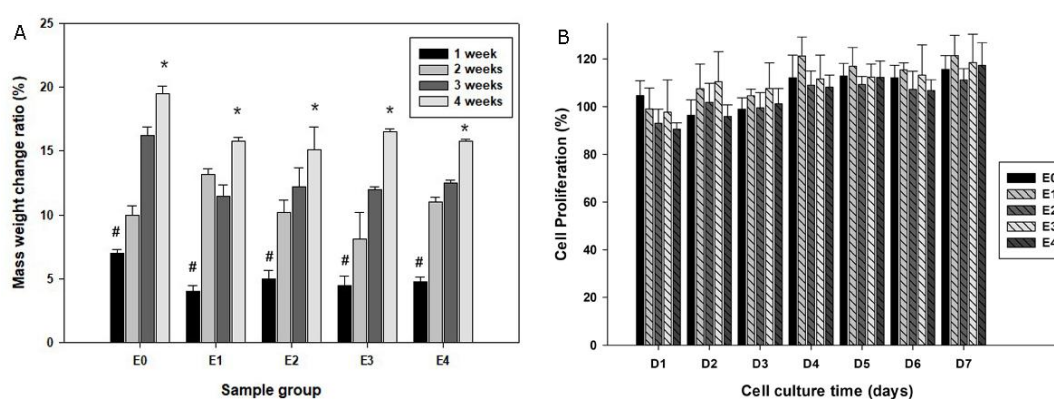 A
Mass weight change ratio (%)
25
20
15
10
5
0
1 week
2 weeks
3 weeks
4 weeks
# * # * # * # * # *
E0 E1 E2 E3 E4
Sample group
B
Cell Proliferation (%)
120
100
80
60
40
20
0
E0
E1
E2
E3
E4
D1 D2 D3 D4 D5 D6 D7
Cell culture time (days)